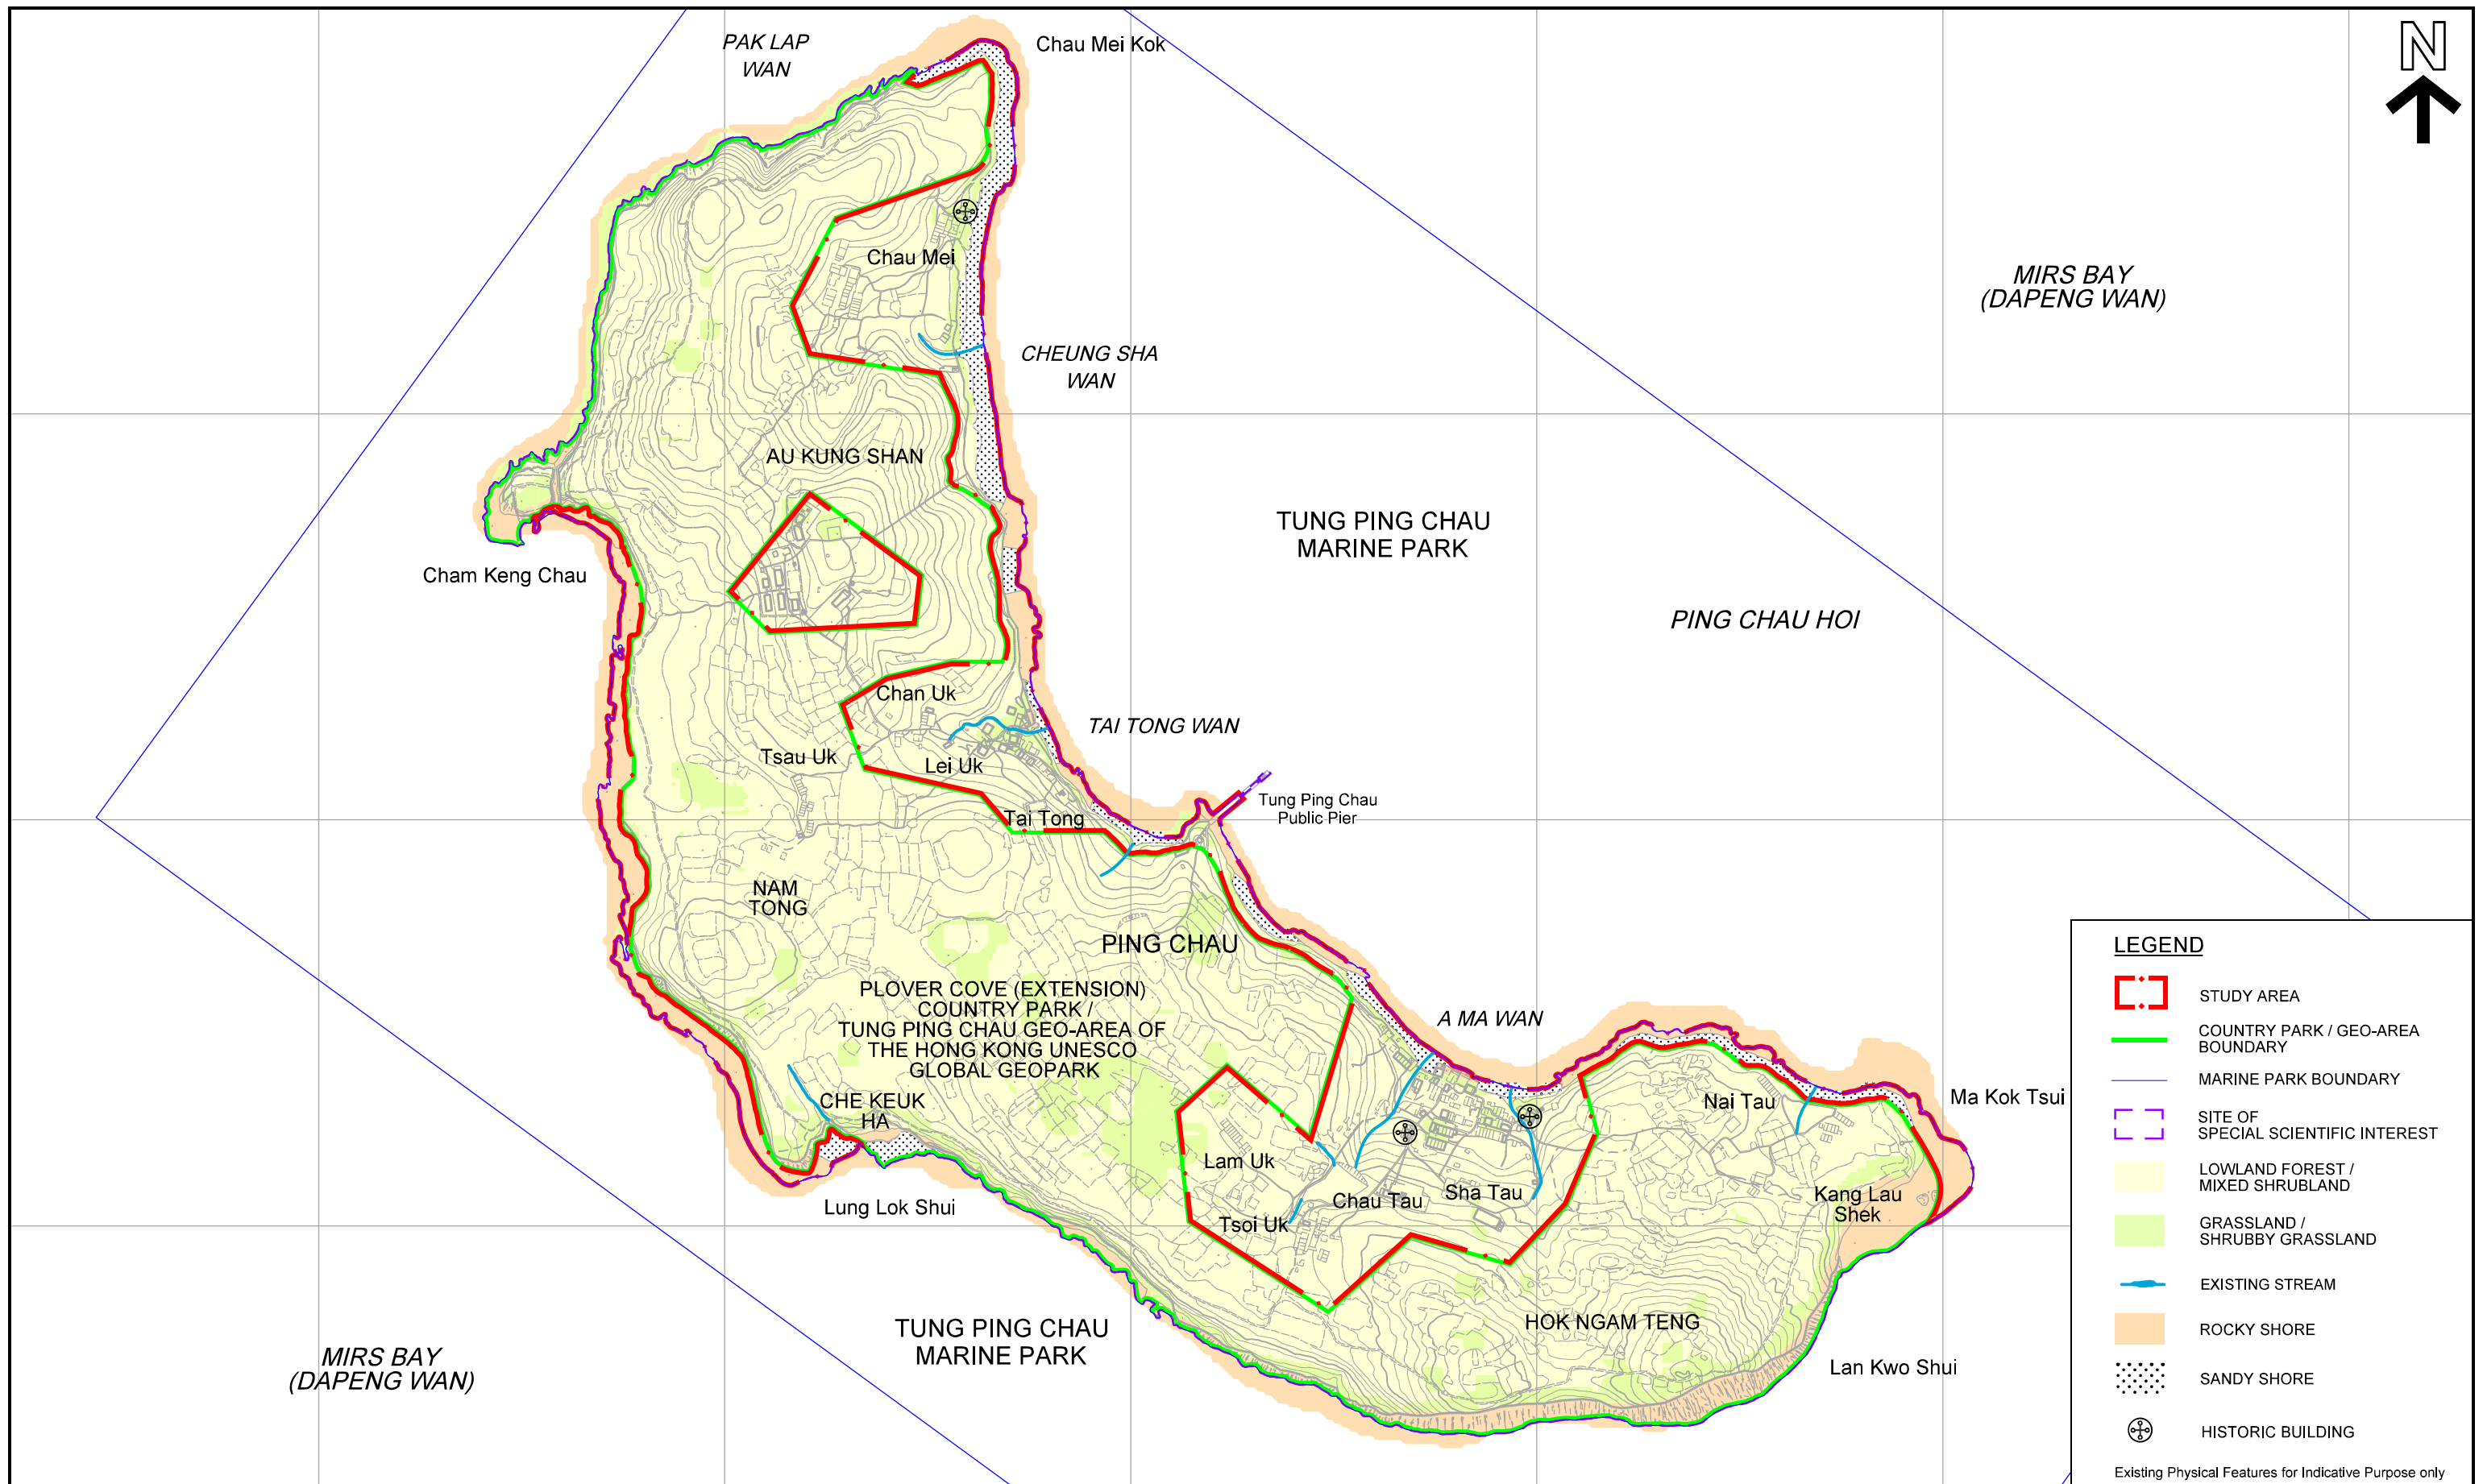 PAK LAP
WAN
Chau Mei Kok
N
Chau Mei
MIRS BAY
(DAPENG WAN)
CHEUNG SHA
WAN
AU KUNG SHAN
TUNG PING CHAU
MARINE PARK
Cham Keng Chau
PING CHAU HOI
Chan Uk
TAI TONG WAN
Tsau Uk
Lei Uk
Tung Ping Chau
Public Pier
Tai Tong
NAM
TONG
PING CHAU
PLOVER COVE (EXTENSION)
COUNTRY PARK /
TUNG PING CHAU GEO-AREA OF
THE HONG KONG UNESCO
GLOBAL GEOPARK
A MA WAN
CHE KEUK
HA
Nai Tau
Ma Kok Tsui
Lam Uk
Chau Tau
Sha Tau
Kang Lau
Shek
Lung Lok Shui
Tsoi Uk
HOK NGAM TENG
TUNG PING CHAU
MARINE PARK
MIRS BAY
(DAPENG WAN)
Lan Kwo Shui
LEGEND
STUDY AREA
COUNTRY PARK / GEO-AREA
BOUNDARY
MARINE PARK BOUNDARY
SITE OF
SPECIAL SCIENTIFIC INTEREST
LOWLAND FOREST /
MIXED SHRUBLAND
GRASSLAND /
SHRUBBY GRASSLAND
EXISTING STREAM
ROCKY SHORE
SANDY SHORE
HISTORIC BUILDING
Existing Physical Features for Indicative Purpose only